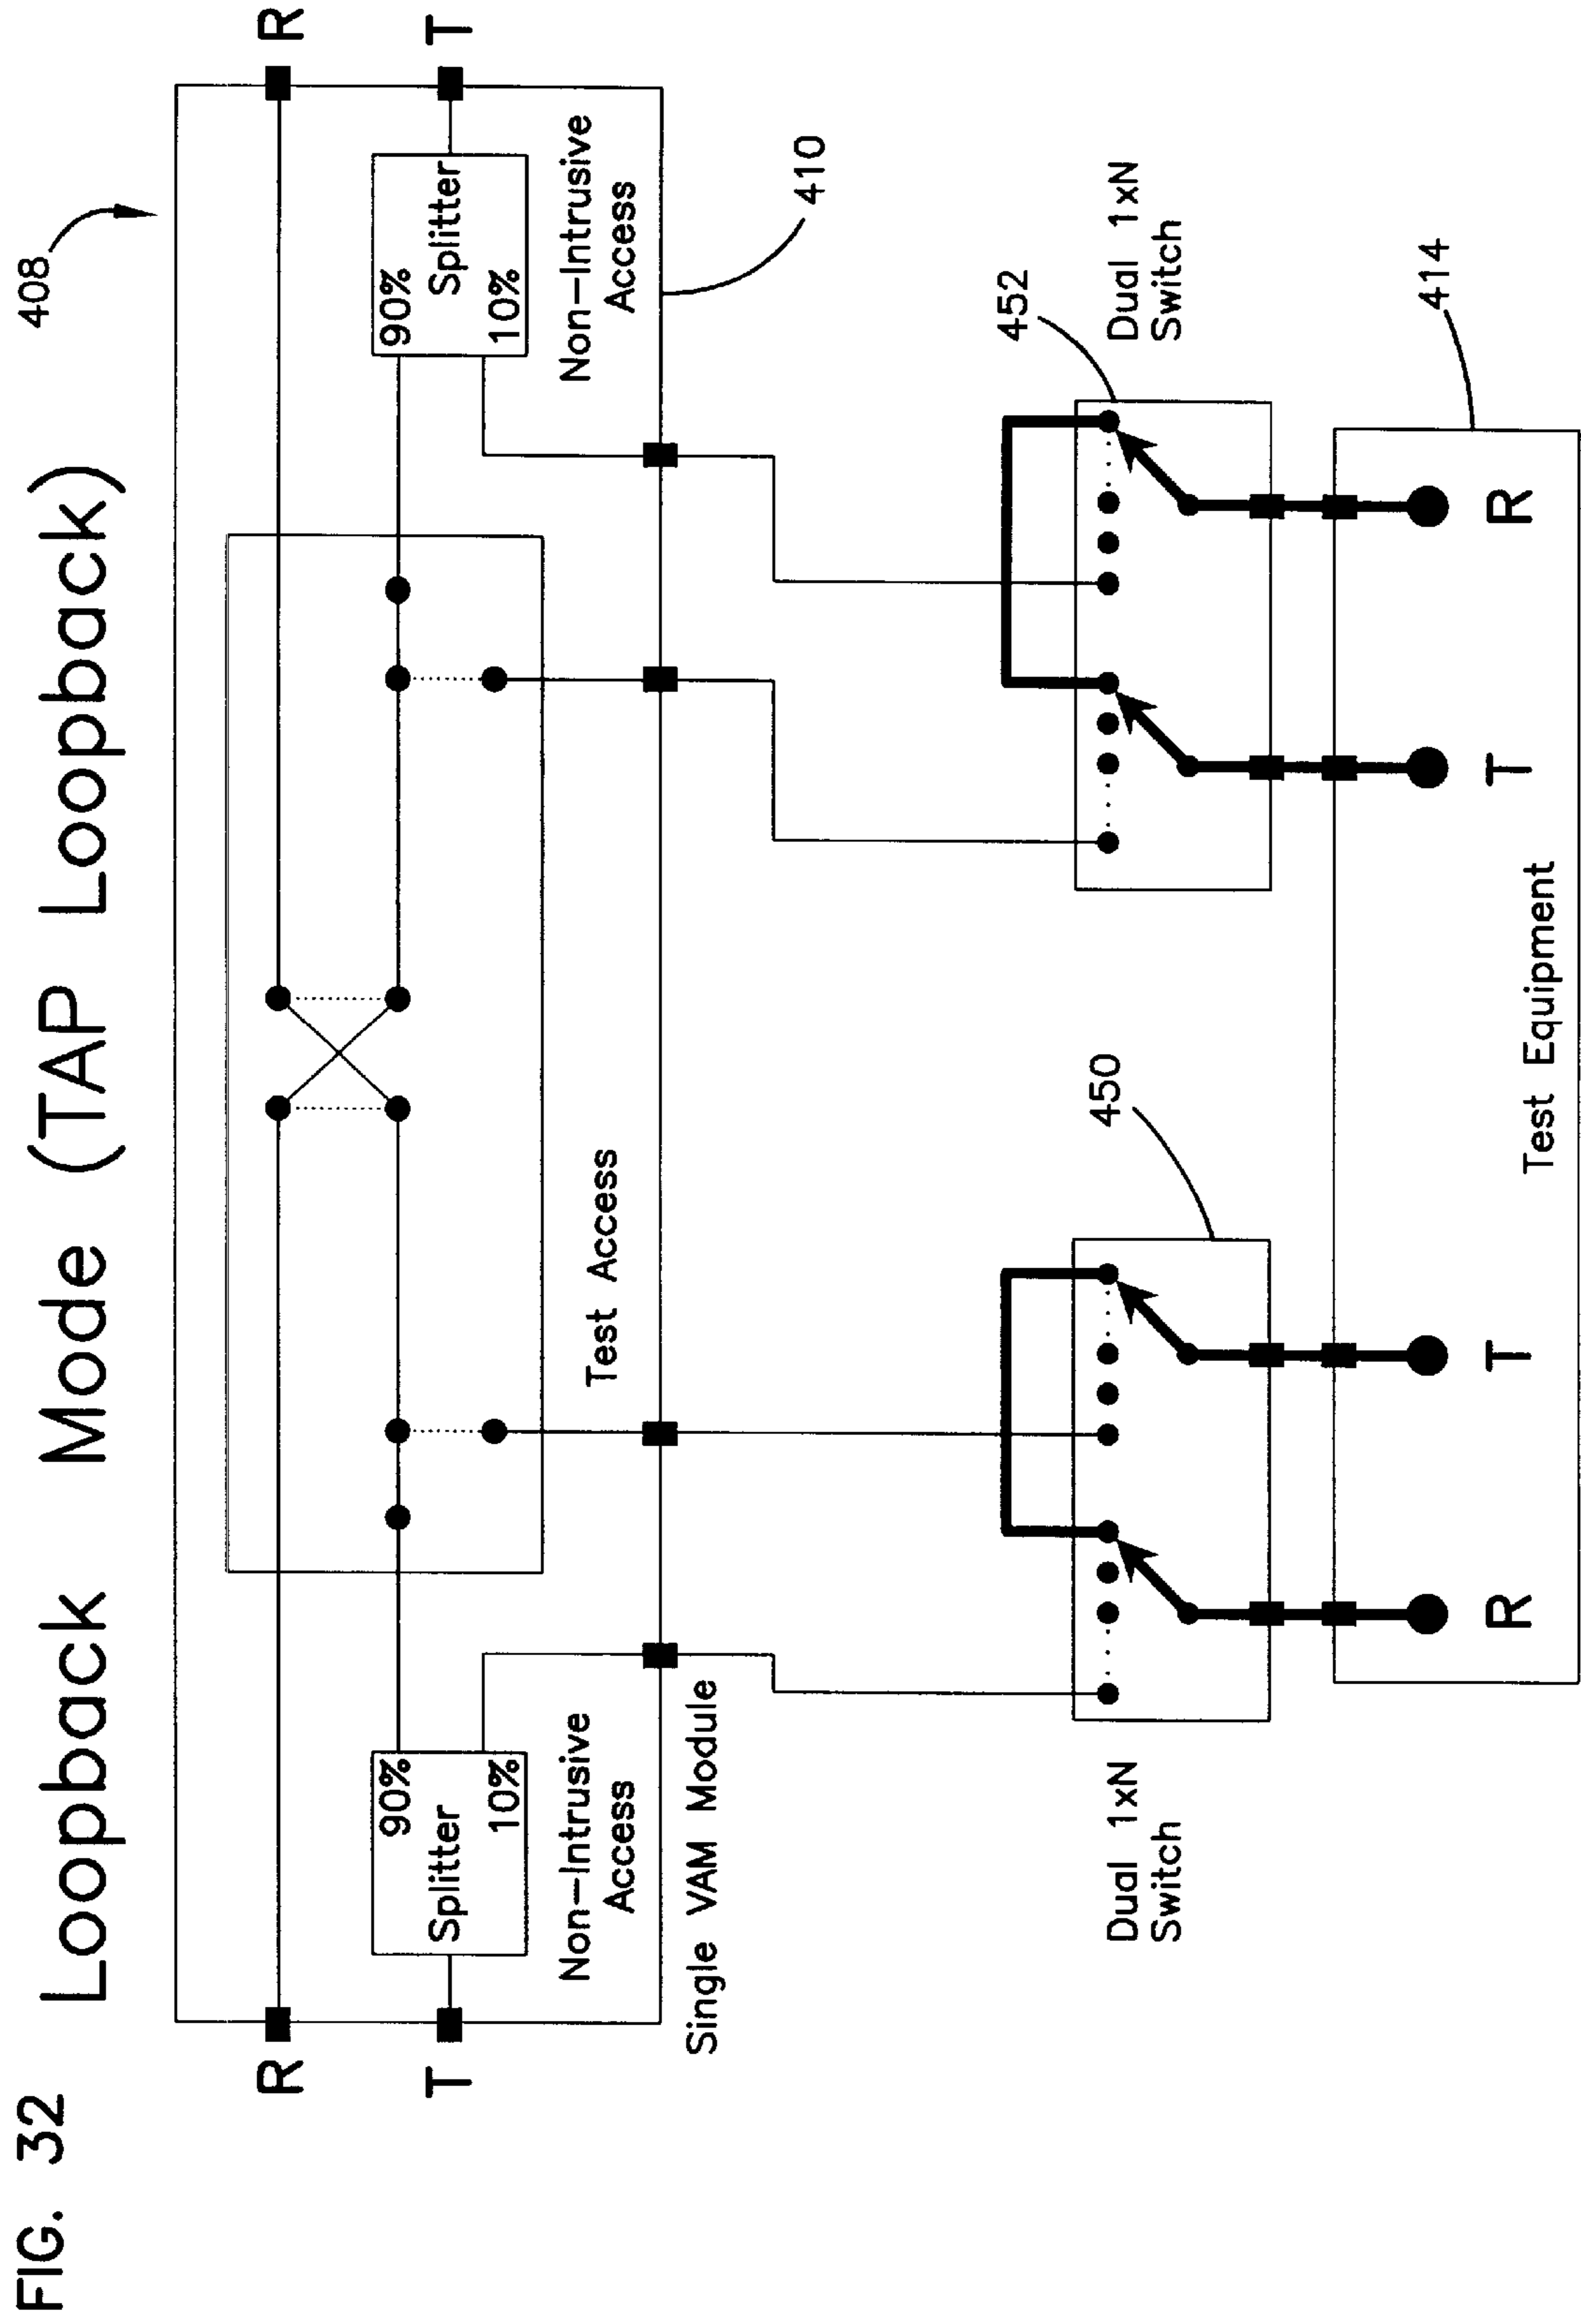 FIG. 32
Loopback Mode (TAP Loopback)
408
R
R
T
T
90%
Splitter
10%
90%
Splitter
10%
Non-Intrusive
Access
Test Access
Non-Intrusive
Access
410
Single VAM Module
Dual 1xN
Switch
450
452
Dual 1xN
Switch
414
R
T
T
R
Test Equipment